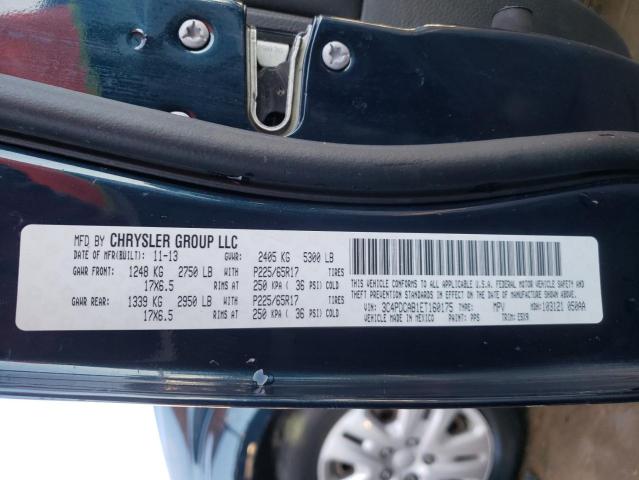 MFD BY CHRYSLER GROUP LLC
DATE OF MFR(BUILT): 11-13 GVWR: 2405 KG 5300 LB
GAWR FRONT: 1248 KG 2750 LB WITH P225/65R17 TIRES
17X6.5 RIMS AT 250 KPA ( 36 PSI) COLD
GAWR REAR: 1339 KG 2950 LB WITH P225/65R17 TIRES
17X6.5 RIMS AT 250 KPA ( 36 PSI) COLD
THIS VEHICLE CONFORMS TO ALL APPLICABLE U.S.A. FEDERAL MOTOR VEHICLE SAFETY AND
THEFT PREVENTION STANDARDS IN EFFECT ON THE DATE OF MANUFACTURE SHOWN ABOVE.
VIN: 3C4PDCAB1ET160175 TYPE: MPV MDH: 103121 050AA
VEHICLE MADE IN MEXICO PAINT: PPS TRIM: E5X9